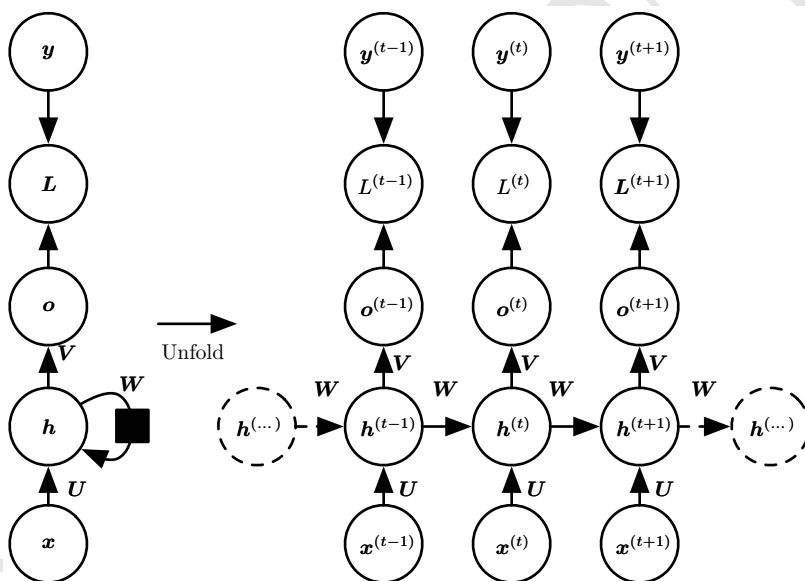 y y^(t−1) y^(t) y^(t+1)
L L^(t−1) L^(t) L^(t+1)
o o^(t−1) o^(t) o^(t+1)
Unfold
V V V V
W W W W W
h h^(...) h^(t−1) h^(t) h^(t+1) h^(...)
U U U U
x x^(t−1) x^(t) x^(t+1)